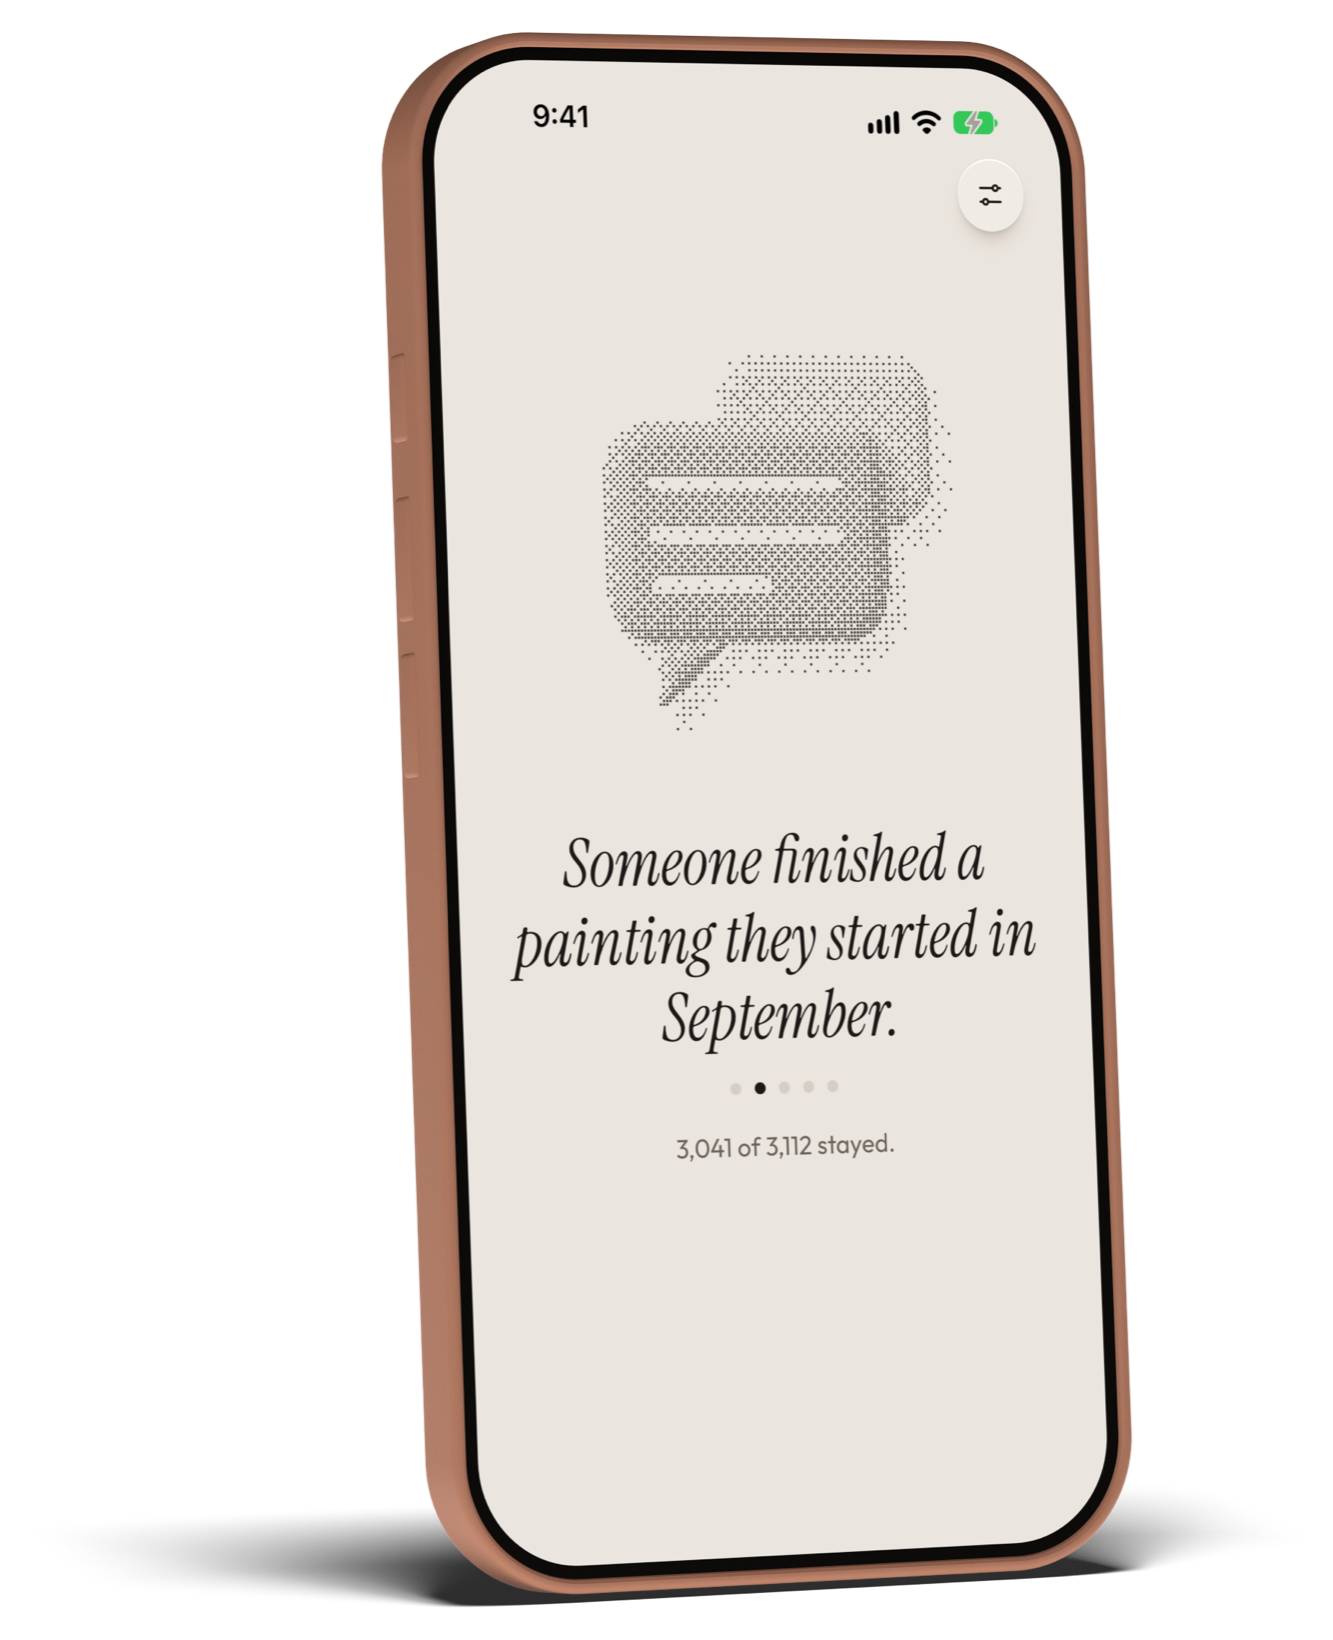 9:41
Someone finished a
painting they started in
September.
3,041 of 3,112 stayed.